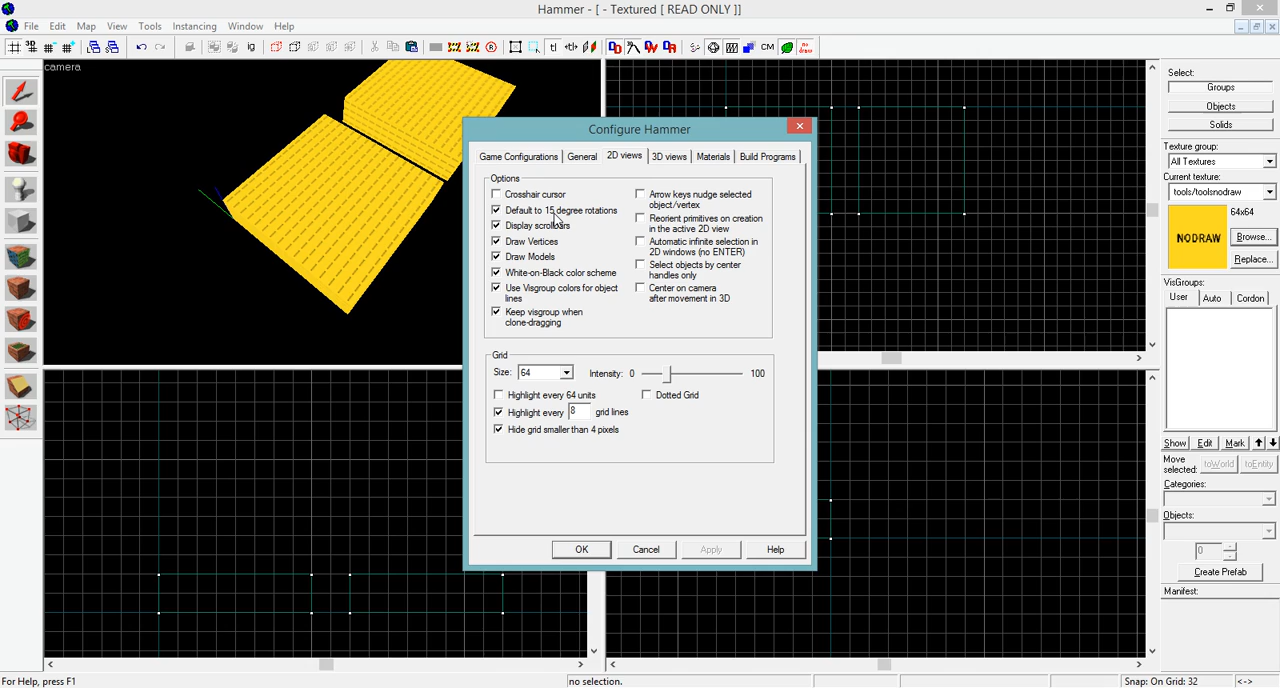 Hammer - [ - Textured [ READ ONLY ]]
File Edit Map View Tools Instancing Window Help
camera
Configure Hammer
Game Configurations General 2D views 3D views Materials Build Programs
Options
Crosshair cursor
Default to 15 degree rotations
Display scrollbars
Draw Vertices
Draw Models
White-on-Black color scheme
Use Visgroup colors for object
lines
Keep visgroup when
clone-dragging
Arrow keys nudge selected
object/vertex
Reorient primitives on creation
in the active 2D view
Automatic infinite selection in
2D windows (no ENTER)
Select objects by center
handles only
Center on camera
after movement in 3D
Grid
Size: 64 Intensity: 0 100
Highlight every 64 units Dotted Grid
Highlight every 8 grid lines
Hide grid smaller than 4 pixels
OK Cancel Apply Help
Select:
Groups
Objects
Solids
Texture group:
All Textures
Current texture:
tools/toolsnodraw
NODRAW
64x64
Browse...
Replace...
VisGroups:
User Auto Cordon
Show Edit Mark
Move
selected: toWorld toEntity
Categories:
Objects:
0
Create Prefab
Manifest:
For Help, press F1 no selection. Snap: On Grid: 32 <->